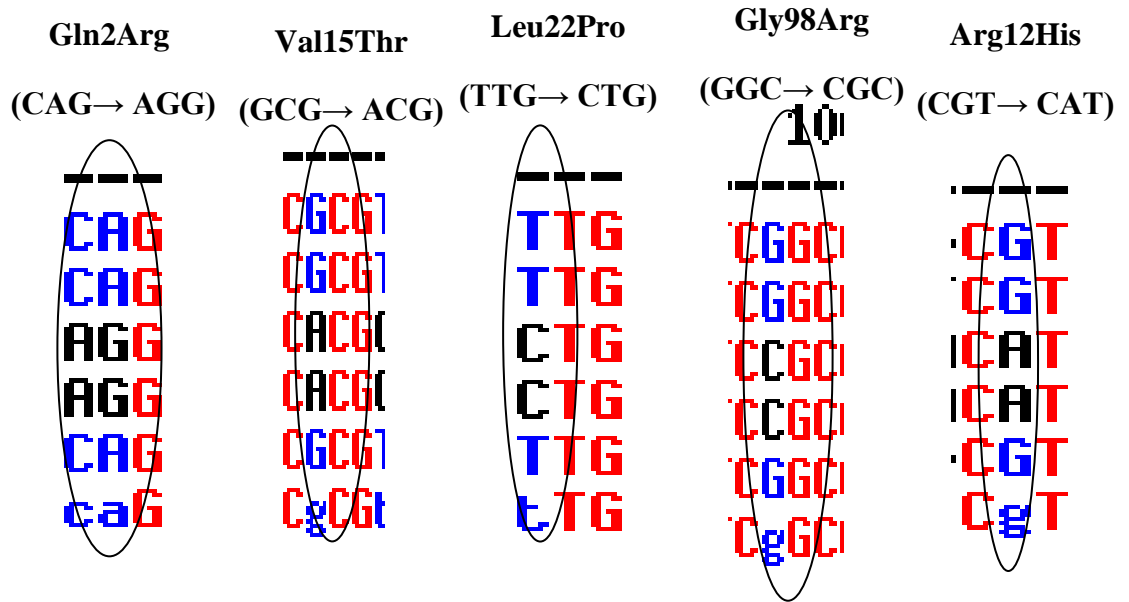 Gln2Arg
(CAG→ AGG)
CAG
CAG
AGG
AGG
CAG
caG
Val15Thr
(GCG→ ACG)
CGCG
CGCG
CACG
CACG
CGCG
CgCGt
Leu22Pro
(TTG→ CTG)
TTG
TTG
CTG
CTG
TTG
tTG
Gly98Arg
(GGC→ CGC)
10
CGGC
CGGC
CCGC
CCGC
CGGC
CgGC
Arg12His
(CGT→ CAT)
CGT
CGT
CAT
CAT
CGT
CgT